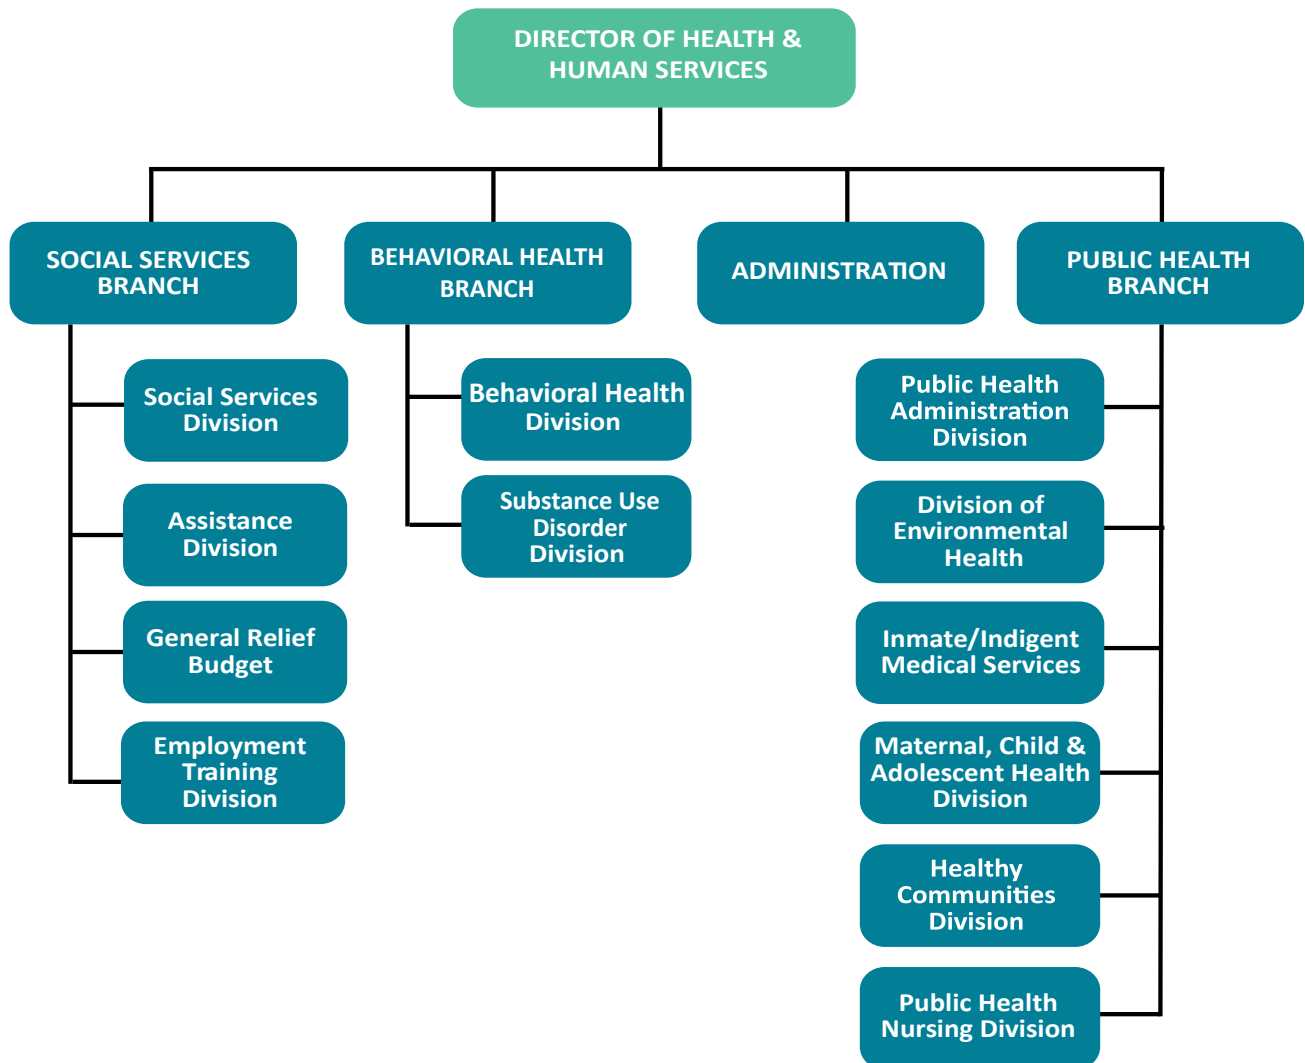 DIRECTOR OF HEALTH &
HUMAN SERVICES
SOCIAL SERVICES
BRANCH
BEHAVIORAL HEALTH
BRANCH
ADMINISTRATION
PUBLIC HEALTH
BRANCH
Social Services
Division
Assistance
Division
General Relief
Budget
Employment
Training
Division
Behavioral Health
Division
Substance Use
Disorder
Division
Public Health
Administration
Division
Division of
Environmental
Health
Inmate/Indigent
Medical Services
Maternal, Child &
Adolescent Health
Division
Healthy
Communities
Division
Public Health
Nursing Division